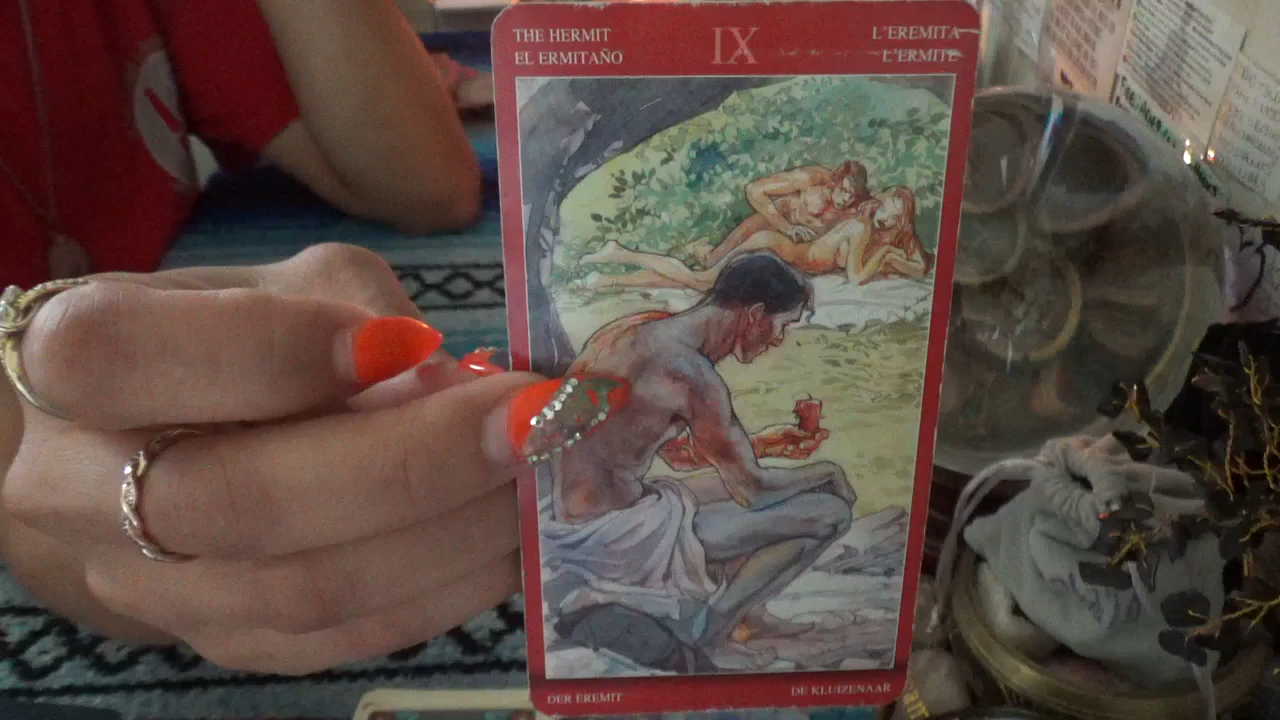 THE HERMIT
EL ERMITAÑO
IX
L'EREMITA
L'ERMITE
DER EREMIT
DE KLUIZENAAR